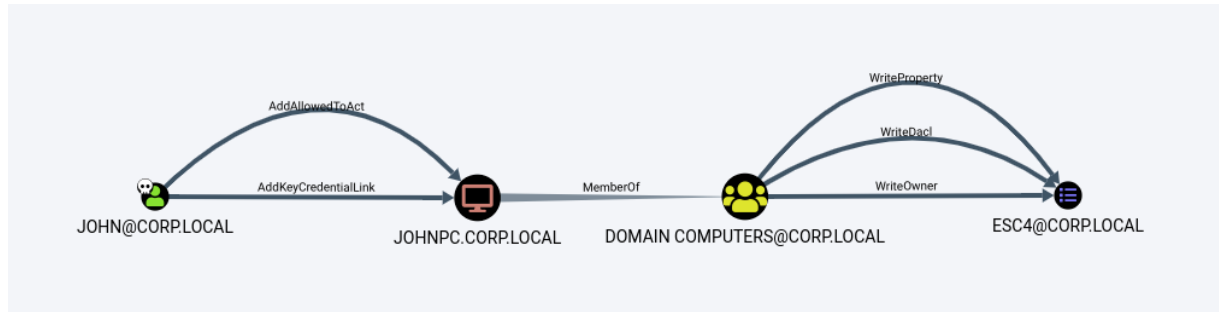 WriteProperty
AddAllowedToAct
WriteDacl
AddKeyCredentialLink
MemberOf
WriteOwner
JOHN@CORP.LOCAL
JOHNPC.CORP.LOCAL
DOMAIN COMPUTERS@CORP.LOCAL
ESC4@CORP.LOCAL